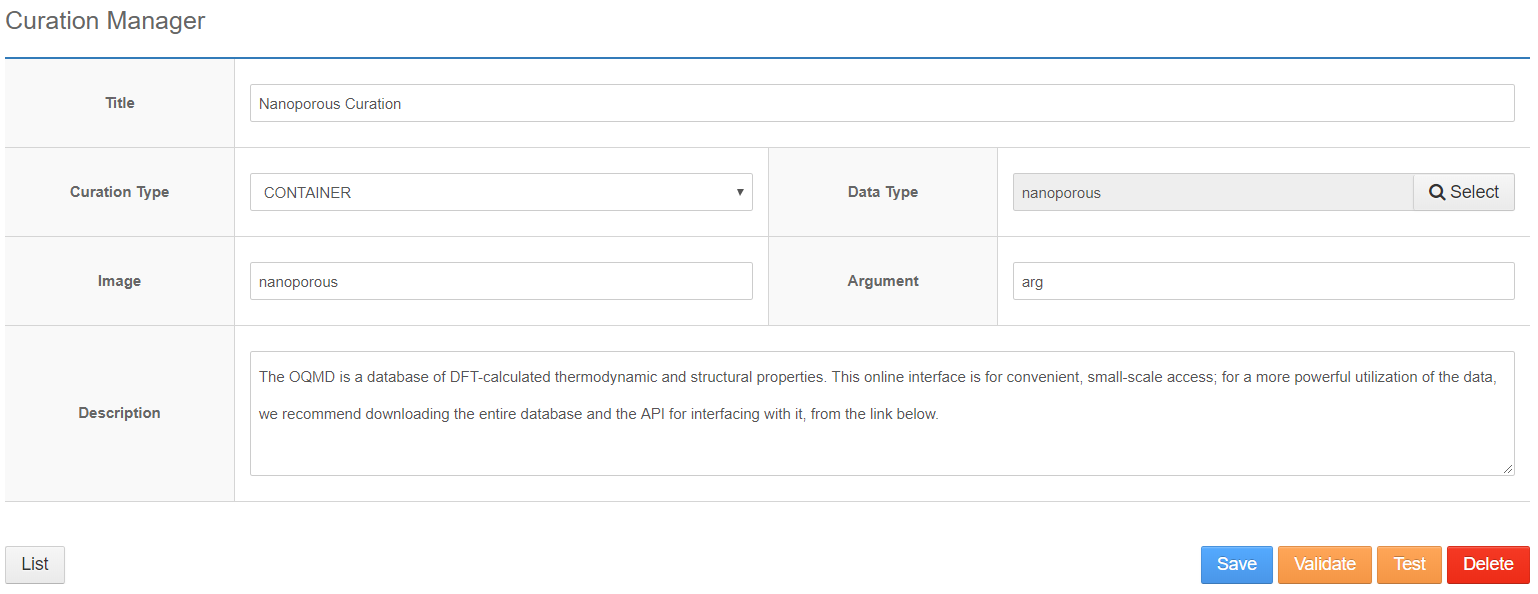 Curation Manager
Title
Nanoporous Curation
Curation Type
CONTAINER
Data Type
nanoporous
Select
Image
nanoporous
Argument
arg
Description
The OQMD is a database of DFT-calculated thermodynamic and structural properties. This online interface is for convenient, small-scale access; for a more powerful utilization of the data,
we recommend downloading the entire database and the API for interfacing with it, from the link below.
List
Save
Validate
Test
Delete